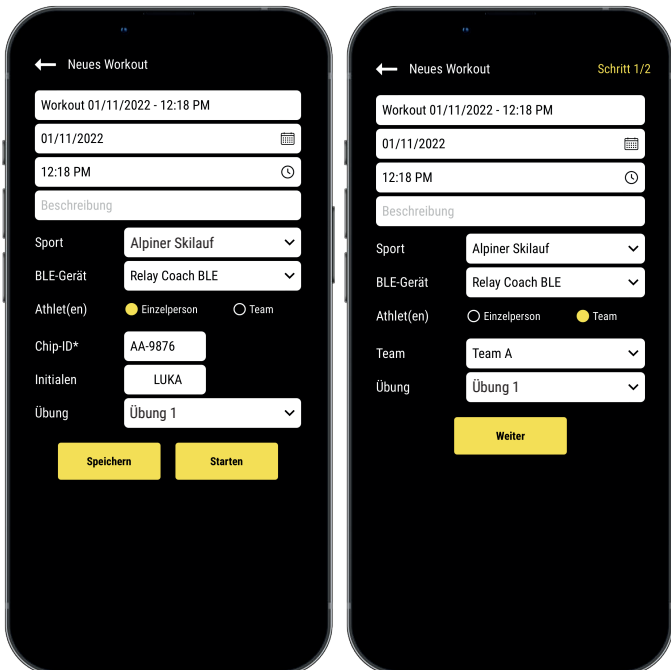 Neues Workout
Workout 01/11/2022 - 12:18 PM
01/11/2022
12:18 PM
Beschreibung
Sport Alpiner Skilauf
BLE-Gerät Relay Coach BLE
Athlet(en) Einzelperson Team
Chip-ID* AA-9876
Initialen LUKA
Übung Übung 1
Speichern Starten
Neues Workout Schritt 1/2
Workout 01/11/2022 - 12:18 PM
01/11/2022
12:18 PM
Beschreibung
Sport Alpiner Skilauf
BLE-Gerät Relay Coach BLE
Athlet(en) Einzelperson Team
Team Team A
Übung Übung 1
Weiter